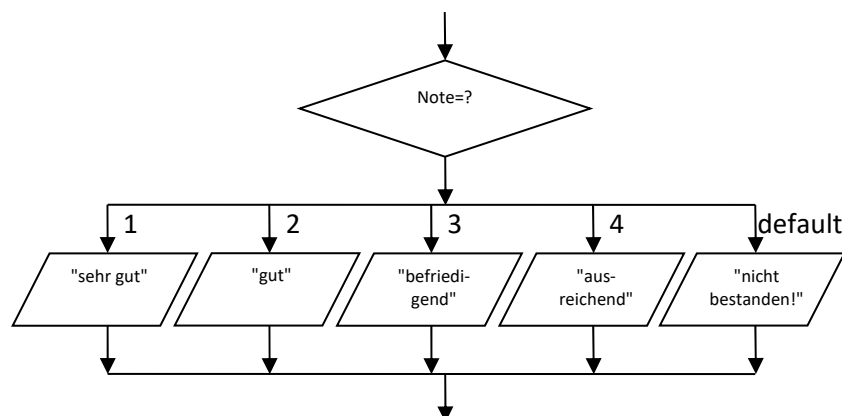 Note=?
1
2
3
4
default
"sehr gut"
"gut"
"befriedi-
gend"
"aus-
reichend"
"nicht
bestanden!"